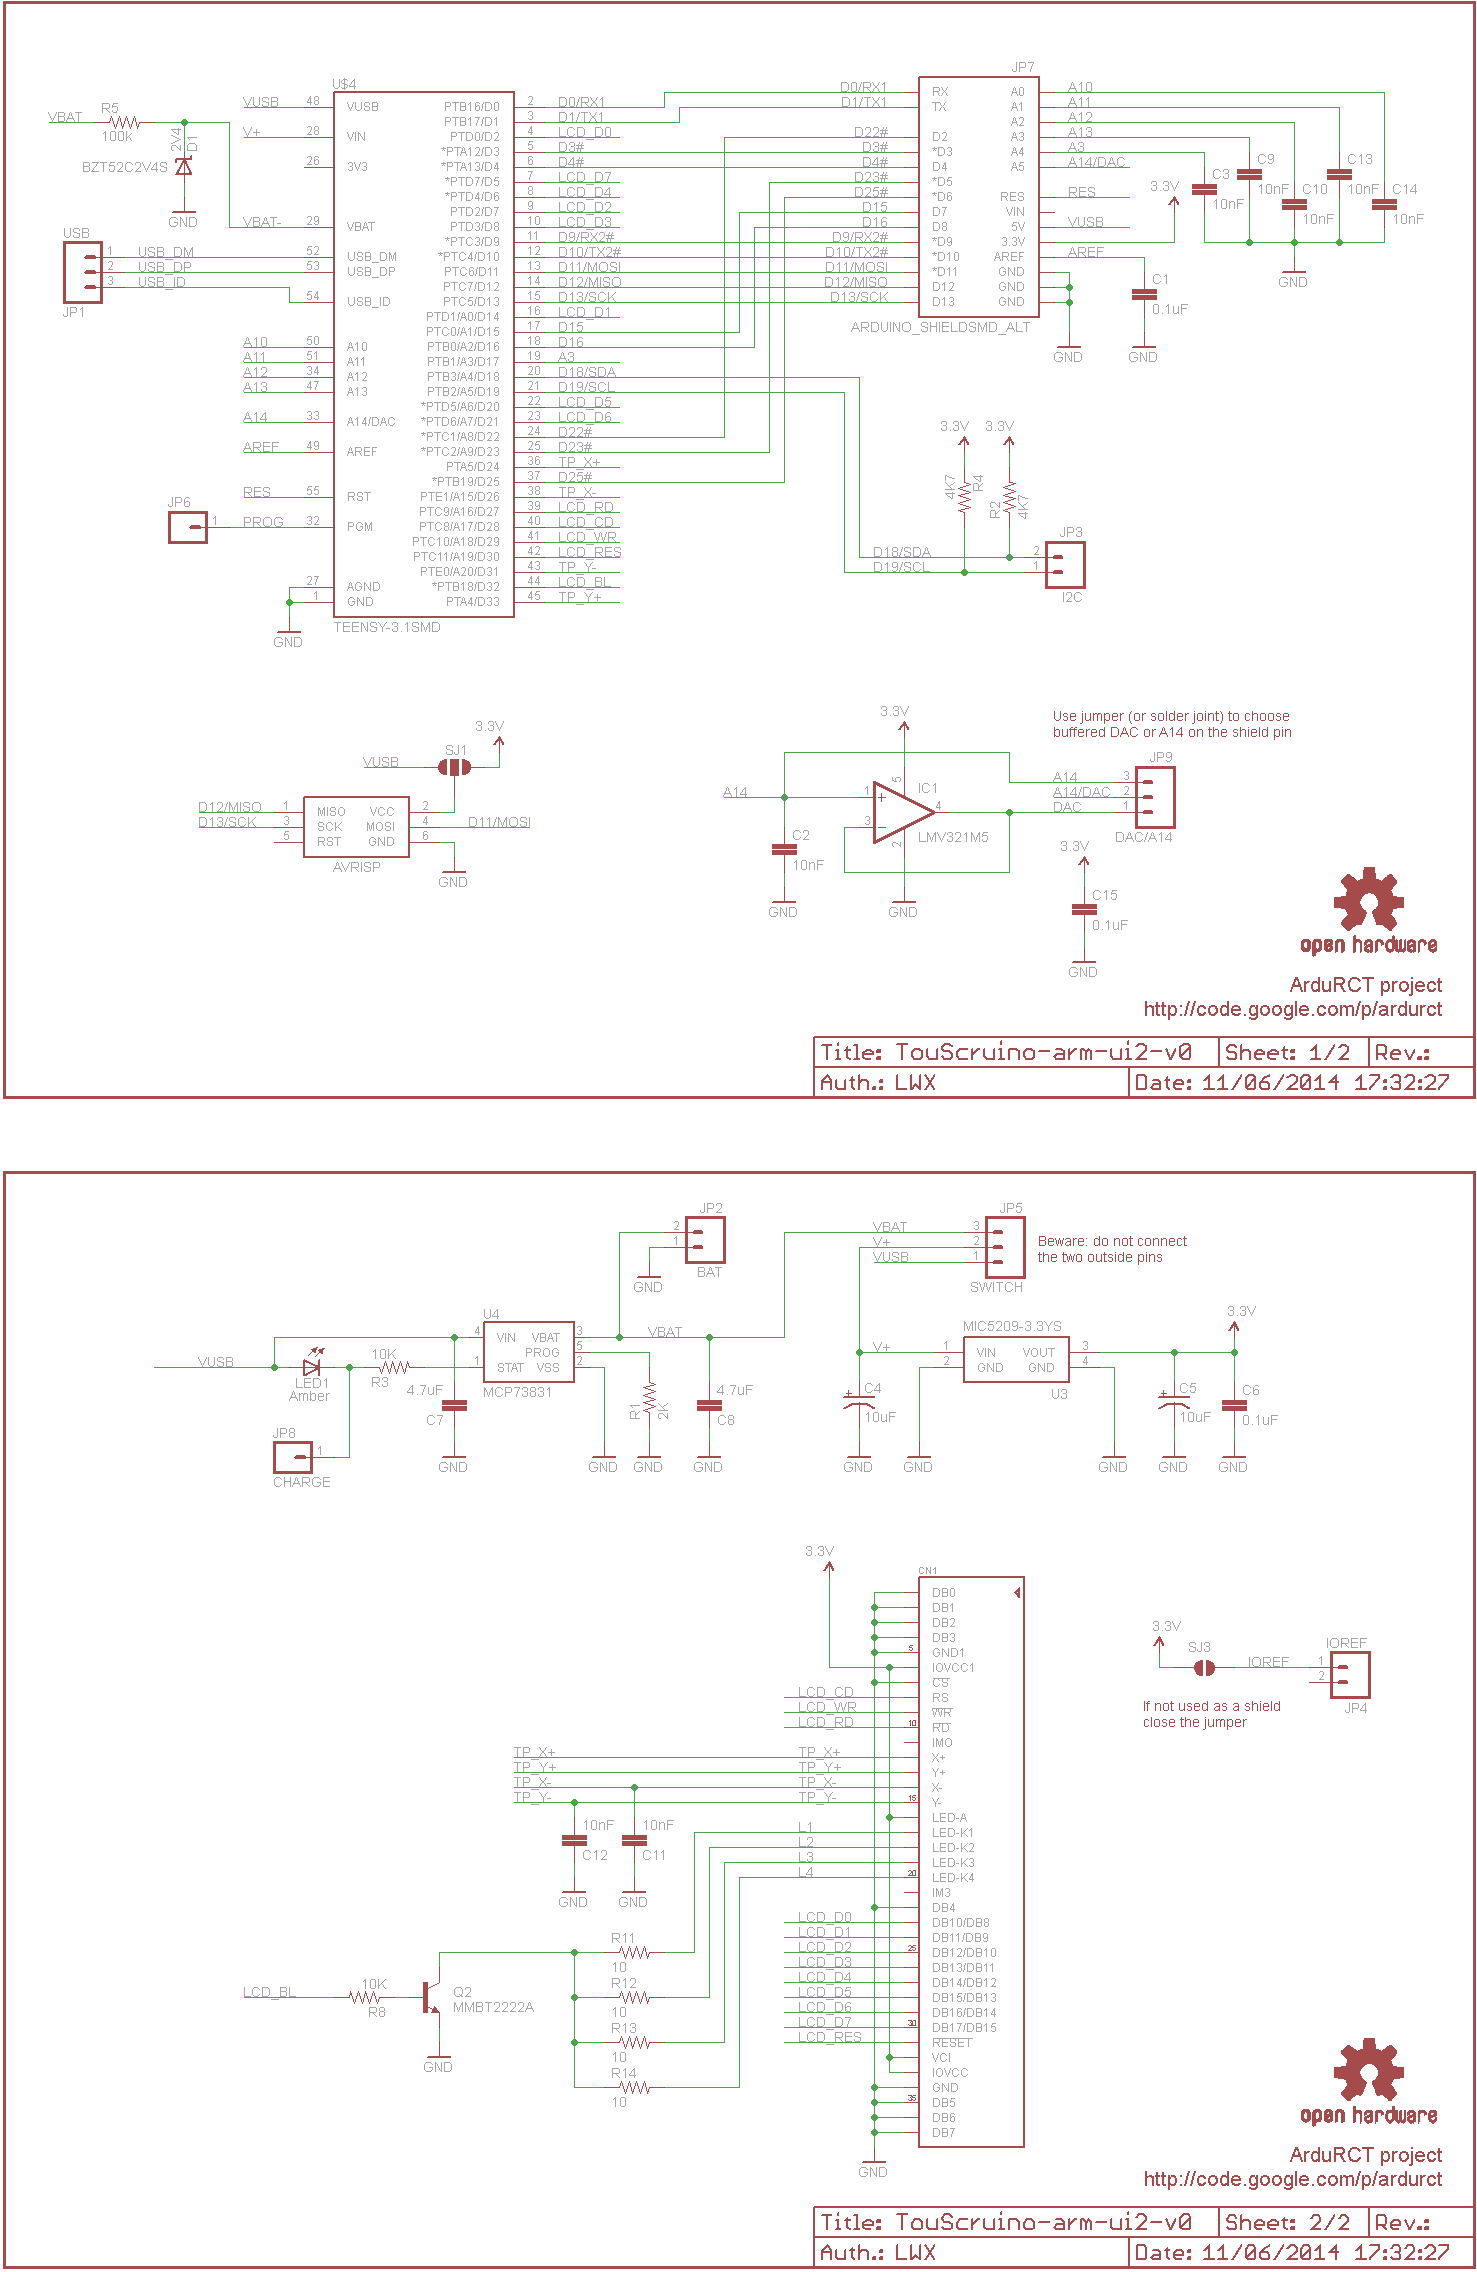 U$4
VBAT
R5
100k
2V4
D1
BZT52C2V4S
GND
VUSB 48 VUSB
V+ 28 VIN
26 3V3
VBAT- 29 VBAT
USB
1 USB_DM 52 USB_DM
2 USB_DP 53 USB_DP
3 USB_ID 54 USB_ID
JP1
A10 50 A10
A11 51 A11
A12 34 A12
A13 47 A13
A14 33 A14/DAC
AREF 49 AREF
RES 55 RST
JP6
1 PROG 32 PGM
27 AGND
1 GND
GND
TEENSY-3.1SMD
PTB16/D0 2 D0/RX1
PTB17/D1 3 D1/TX1
PTD0/D2 4 LCD_D0
*PTA12/D3 5 D3#
*PTA13/D4 6 D4#
*PTD7/D5 7 LCD_D7
*PTD4/D6 8 LCD_D4
PTD2/D7 9 LCD_D2
PTD3/D8 10 LCD_D3
*PTC3/D9 11 D9/RX2#
*PTC4/D10 12 D10/TX2#
PTC6/D11 13 D11/MOSI
PTC7/D12 14 D12/MISO
PTC5/D13 15 D13/SCK
PTD1/A0/D14 16 LCD_D1
PTC0/A1/D15 17 D15
PTB0/A2/D16 18 D16
PTB1/A3/D17 19 A3
PTB3/A4/D18 20 D18/SDA
PTB2/A5/D19 21 D19/SCL
*PTD5/A6/D20 22 LCD_D5
*PTD6/A7/D21 23 LCD_D6
*PTC1/A8/D22 24 D22#
*PTC2/A9/D23 25 D23#
PTA5/D24 36 TP_X+
*PTB19/D25 37 D25#
PTE1/A15/D26 38 TP_X-
PTC9/A16/D27 39 LCD_RD
PTC8/A17/D28 40 LCD_CD
PTC10/A18/D29 41 LCD_WR
PTC11/A19/D30 42 LCD_RES
PTE0/A20/D31 43 TP_Y-
*PTB18/D32 44 LCD_BL
PTA4/D33 45 TP_Y+
JP7
D0/RX1 RX A0 A10
D1/TX1 TX A1 A11
A2 A12
D22# D2 A3 A13
D3# *D3 A4 A3
D4# D4 A5 A14/DAC
D23# *D5
D25# *D6 RES RES
D15 D7 VIN
D16 D8 5V VUSB
D9/RX2# *D9 3.3V
D10/TX2# *D10 AREF AREF
D11/MOSI *D11 GND
D12/MISO D12 GND
D13/SCK D13 GND
ARDUINO_SHIELDSMD_ALT
GND
C1
0.1uF
GND
3.3V
C3
10nF
C9
10nF
C10
10nF
C13
10nF
C14
10nF
GND
3.3V 3.3V
4K7 R4
R2 4K7
D18/SDA 2
D19/SCL 1
JP3
I2C
3.3V
SJ1
VUSB
D12/MISO 1 MISO VCC 2
D13/SCK 3 SCK MOSI 4 D11/MOSI
5 RST GND 6
AVRISP
GND
3.3V
A14 1 +
3 −
5
2
4
IC1
LMV321M5
C2
10nF
GND
GND
Use jumper (or solder joint) to choose
buffered DAC or A14 on the shield pin
JP9
A14 3
A14/DAC 2
DAC 1
DAC/A14
3.3V
C15
0.1uF
GND
open hardware
ArduRCT project
http://code.google.com/p/ardurct
Title: TouScruino-arm-ui2-v0 Sheet: 1/2 Rev.:
Auth.: LWX Date: 11/06/2014 17:32:27
JP2
2
1
BAT
GND
JP5
VBAT 3
V+ 2
VUSB 1
SWITCH
Beware: do not connect
the two outside pins
U4
4 VIN VBAT 3 VBAT
PROG 5
1 STAT VSS 2
MCP73831
VUSB
LED1
Amber
10K
R3
JP8
1
CHARGE
4.7uF
C7
GND
GND
R1 2K
GND
4.7uF
C8
GND
MIC5209-3.3YS
V+ 1 VIN VOUT 3
2 GND GND 4
U3
+ C4
10uF
GND
GND
GND
+ C5
10uF
GND
3.3V
C6
0.1uF
GND
3.3V
CN1
DB0
DB1
DB2
DB3
5 GND1
IOVCC1
CS
LCD_CD RS
LCD_WR WR
LCD_RD 10 RD
IM0
TP_X+ TP_X+ X+
TP_Y+ TP_Y+ Y+
TP_X- TP_X- X-
TP_Y- TP_Y- 15 Y-
LED-A
L1 LED-K1
L2 LED-K2
L3 LED-K3
L4 20 LED-K4
IM3
DB4
LCD_D0 DB10/DB8
LCD_D1 DB11/DB9
LCD_D2 25 DB12/DB10
LCD_D3 DB13/DB11
LCD_D4 DB14/DB12
LCD_D5 DB15/DB13
LCD_D6 DB16/DB14
LCD_D7 30 DB17/DB15
LCD_RES RESET
VCI
IOVCC
GND
35 DB5
DB6
DB7
GND
10nF
C12
GND
10nF
C11
GND
LCD_BL
10K
R8
Q2
MMBT2222A
GND
R11
10
R12
10
R13
10
R14
10
3.3V
SJ3
IOREF
IOREF
1
2
JP4
If not used as a shield
close the jumper
open hardware
ArduRCT project
http://code.google.com/p/ardurct
Title: TouScruino-arm-ui2-v0 Sheet: 2/2 Rev.:
Auth.: LWX Date: 11/06/2014 17:32:27